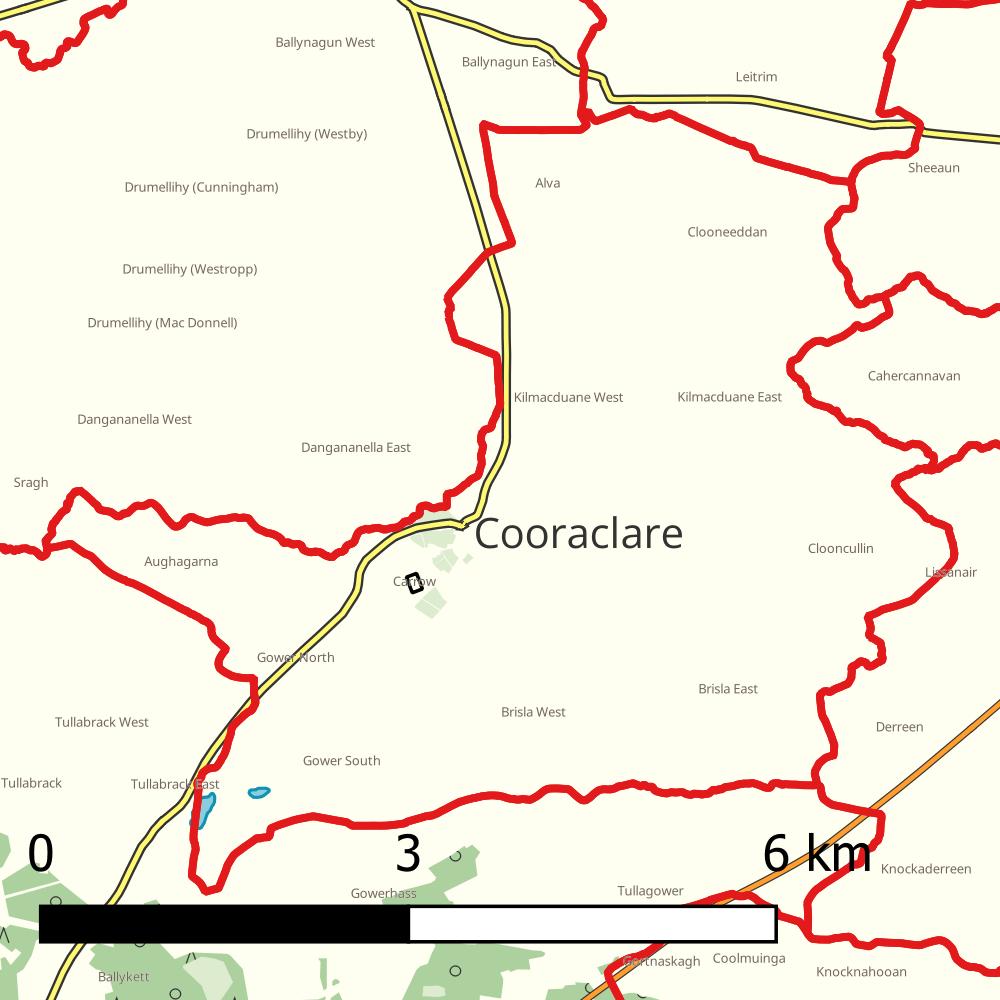 Ballynagun West
Ballynagun East
Leitrim
Drumellihy (Westby)
Sheeaun
Alva
Drumellihy (Cunningham)
Clooneeddan
Drumellihy (Westropp)
Drumellihy (Mac Donnell)
Cahercannavan
Kilmacduane West
Kilmacduane East
Dangananella West
Dangananella East
Sragh
Cooraclare
Clooncullin
Aughagarna
Lissanair
Carrow
Gower North
Brisla East
Brisla West
Tullabrack West
Derreen
Gower South
Tullabrack
Tullabrack East
0
3
6 km
Knockaderreen
Gowerhass
Tullagower
Coolmuinga
Gortnaskagh
Knocknahooan
Ballykett